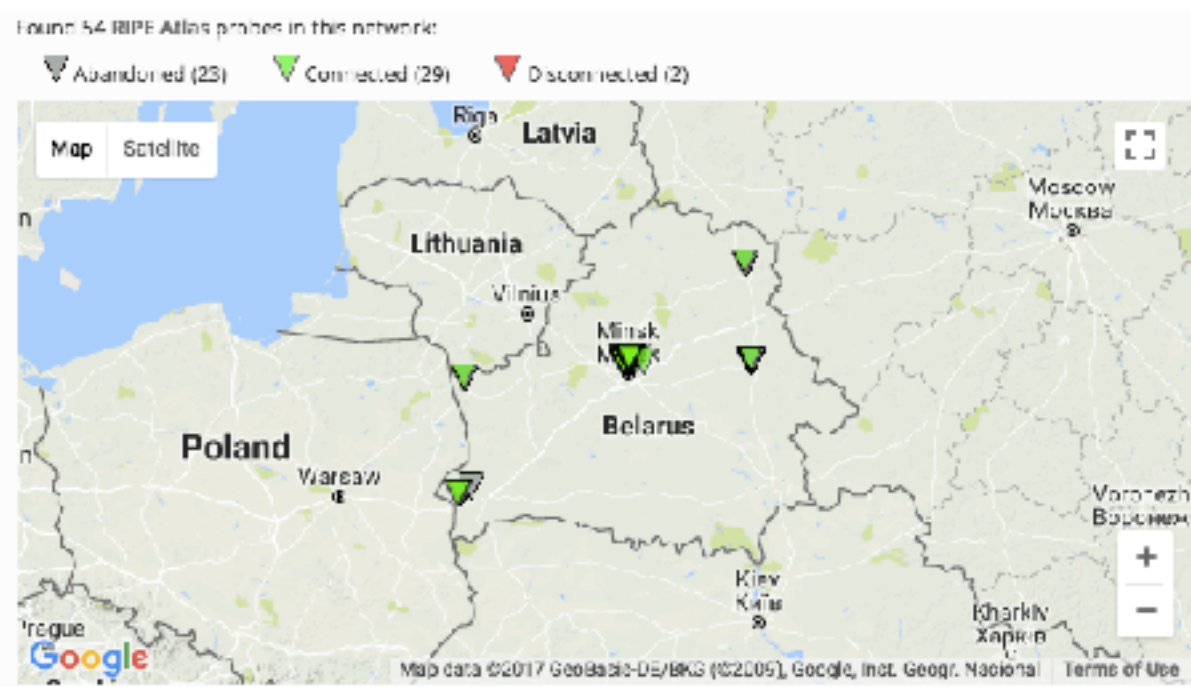 Found 54 RIPE Atlas probes in this network:
Abandoned (23) Connected (29) Disconnected (2)
Map Satellite
Riga
Latvia
Moscow
Москва
n
Lithuania
Vilnius
Minsk
Belarus
Poland
Warsaw
n
Voronezh
Воронеж
+
Kiev
Київ
−
Kharkiv
Харків
Prague
Google
Map data ©2017 GeoBasis-DE/BKG (©2009), Google, Inst. Geogr. Nacional Terms of Use